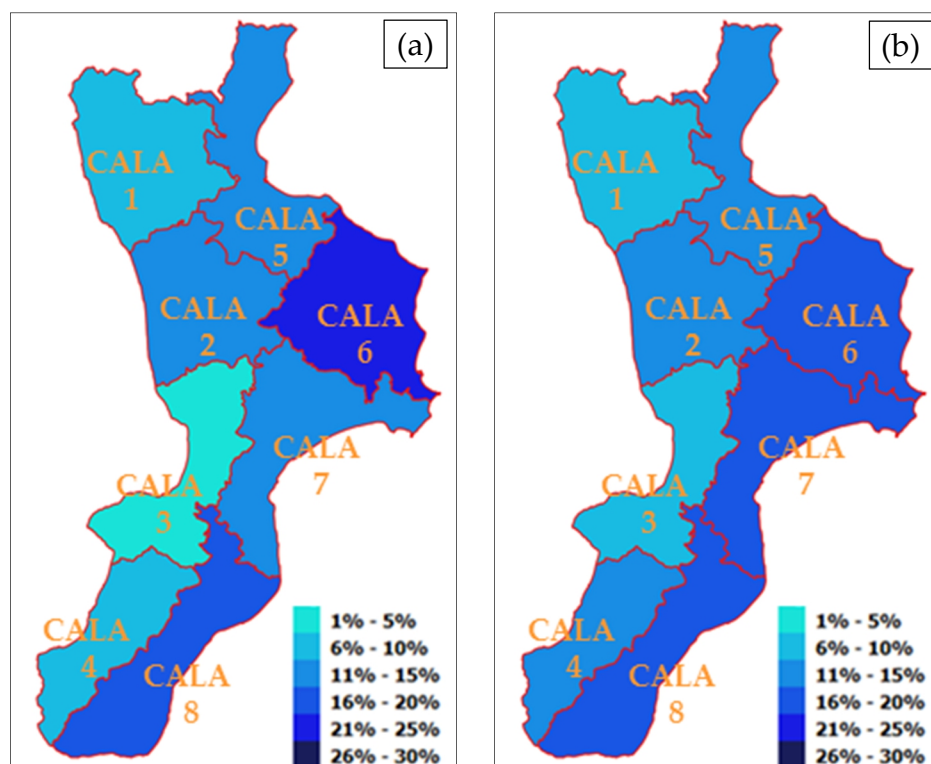 (a)
CALA
1
CALA
5
CALA
2
CALA
6
CALA
7
CALA
3
CALA
4
CALA
8
1% - 5%
6% - 10%
11% - 15%
16% - 20%
21% - 25%
26% - 30%
(b)
CALA
1
CALA
5
CALA
2
CALA
6
CALA
7
CALA
3
CALA
4
CALA
8
1% - 5%
6% - 10%
11% - 15%
16% - 20%
21% - 25%
26% - 30%